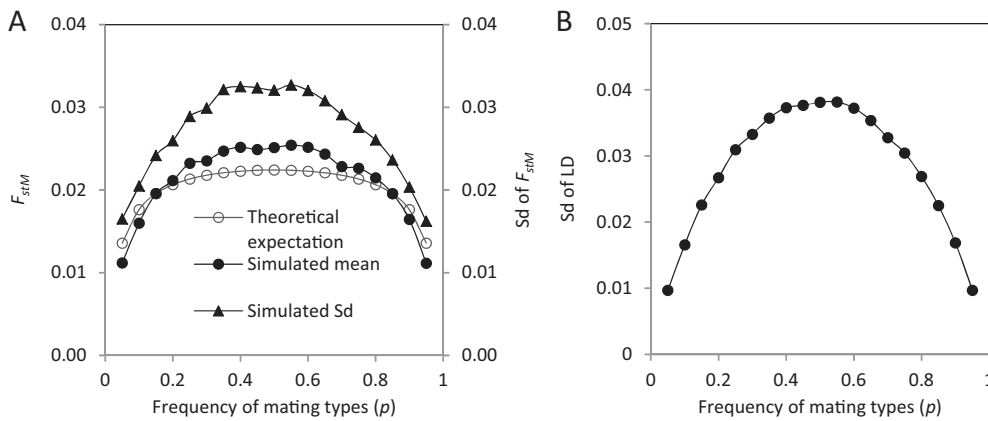 A
0.04
0.03
0.02
0.01
0.00
F_stM
0
0.2
0.4
0.6
0.8
1
Frequency of mating types (p)
Theoretical
expectation
Simulated mean
Simulated Sd
0.04
0.03
0.02
0.01
0.00
Sd of F_stM
B
0.05
0.04
0.03
0.02
0.01
0
Sd of LD
0
0.2
0.4
0.6
0.8
1
Frequency of mating types (p)